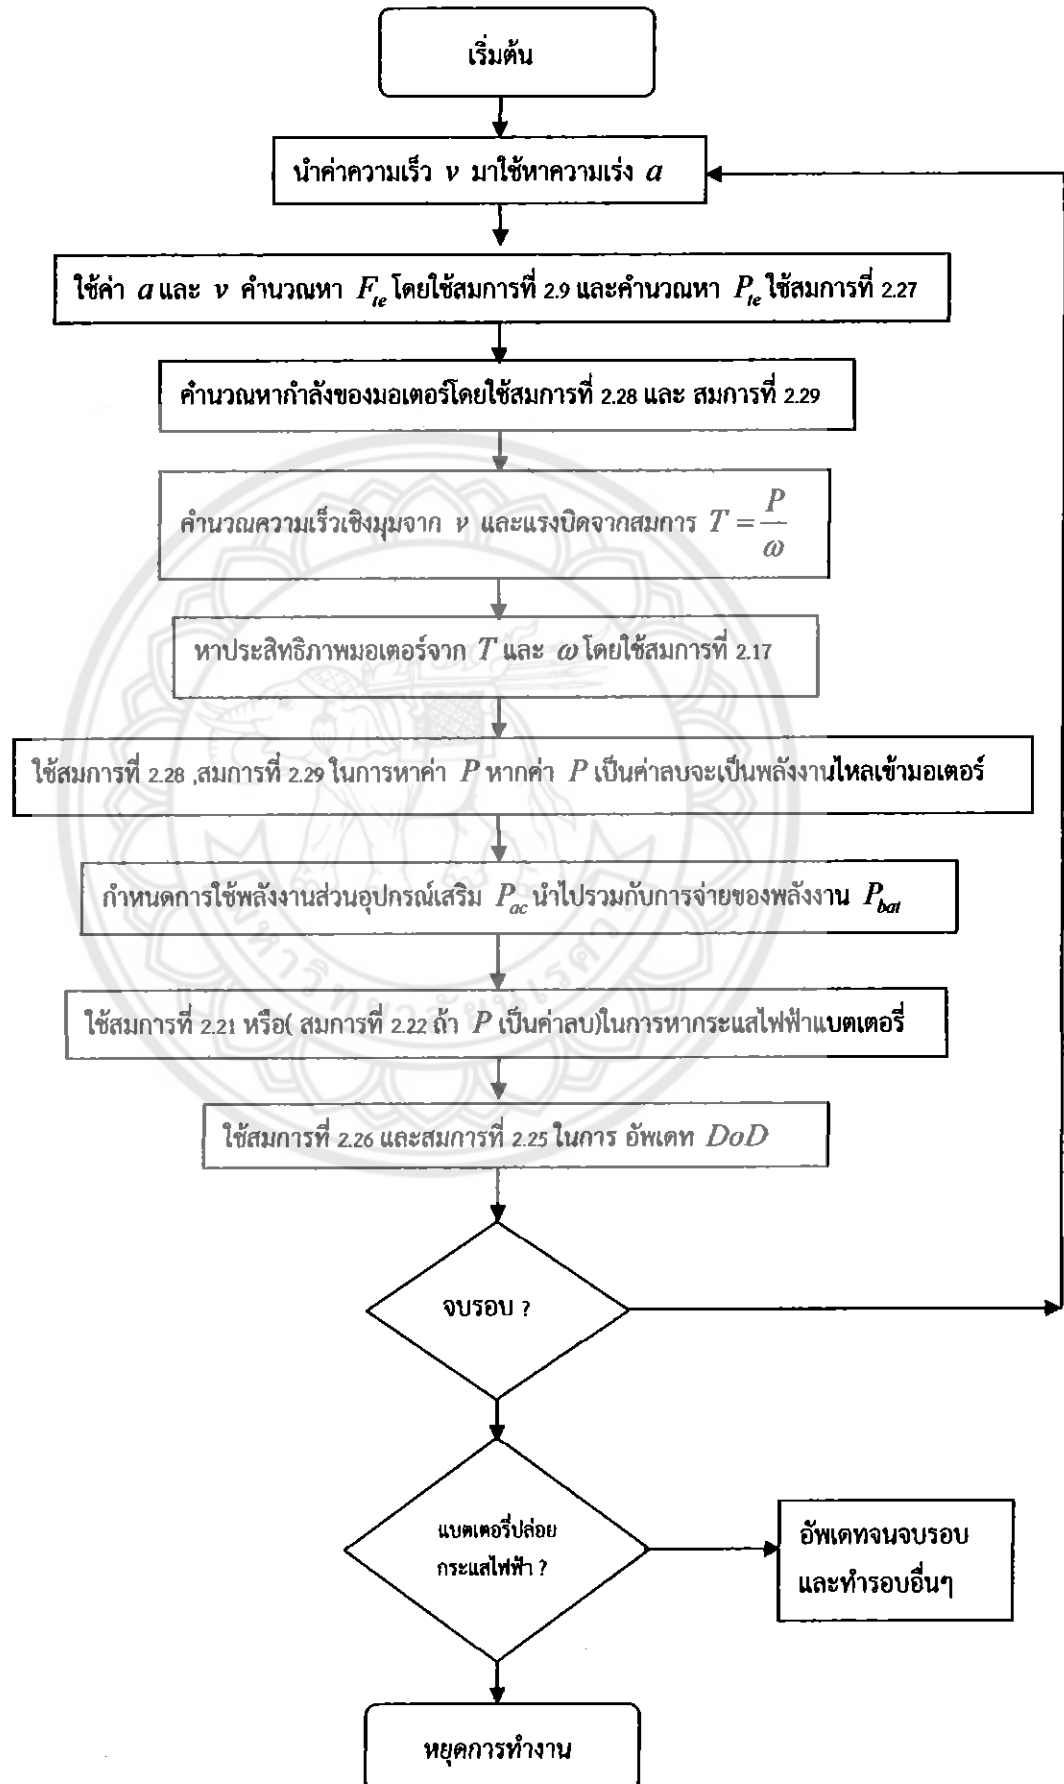 เริ่มต้น
นำค่าความเร็ว v มาใช้หาความเร่ง a
ใช้ค่า a และ v คำนวณหา F_te โดยใช้สมการที่ 2.9 และคำนวณหา P_te ใช้สมการที่ 2.27
คำนวณหากำลังของมอเตอร์โดยใช้สมการที่ 2.28 และ สมการที่ 2.29
คำนวณความเร็วเชิงมุมจาก v และแรงบิดจากสมการ T = P/ω
หาประสิทธิภาพมอเตอร์จาก T และ ω โดยใช้สมการที่ 2.17
ใช้สมการที่ 2.28 ,สมการที่ 2.29 ในการหาค่า P หากค่า P เป็นค่าลบจะเป็นพลังงานไหลเข้ามอเตอร์
กำหนดการใช้พลังงานส่วนอุปกรณ์เสริม P_ac นำไปรวมกับการจ่ายของพลังงาน P_bat
มหาวิทยาลัยนเรศวร
ใช้สมการที่ 2.21 หรือ( สมการที่ 2.22 ถ้า P เป็นค่าลบ)ในการหากระแสไฟฟ้าแบตเตอรี่
ใช้สมการที่ 2.26 และสมการที่ 2.25 ในการ อัพเดท DoD
จบรอบ ?
แบตเตอรี่ปล่อย
กระแสไฟฟ้า ?
อัพเดทจนจบรอบ
และทำรอบอื่นๆ
หยุดการทำงาน